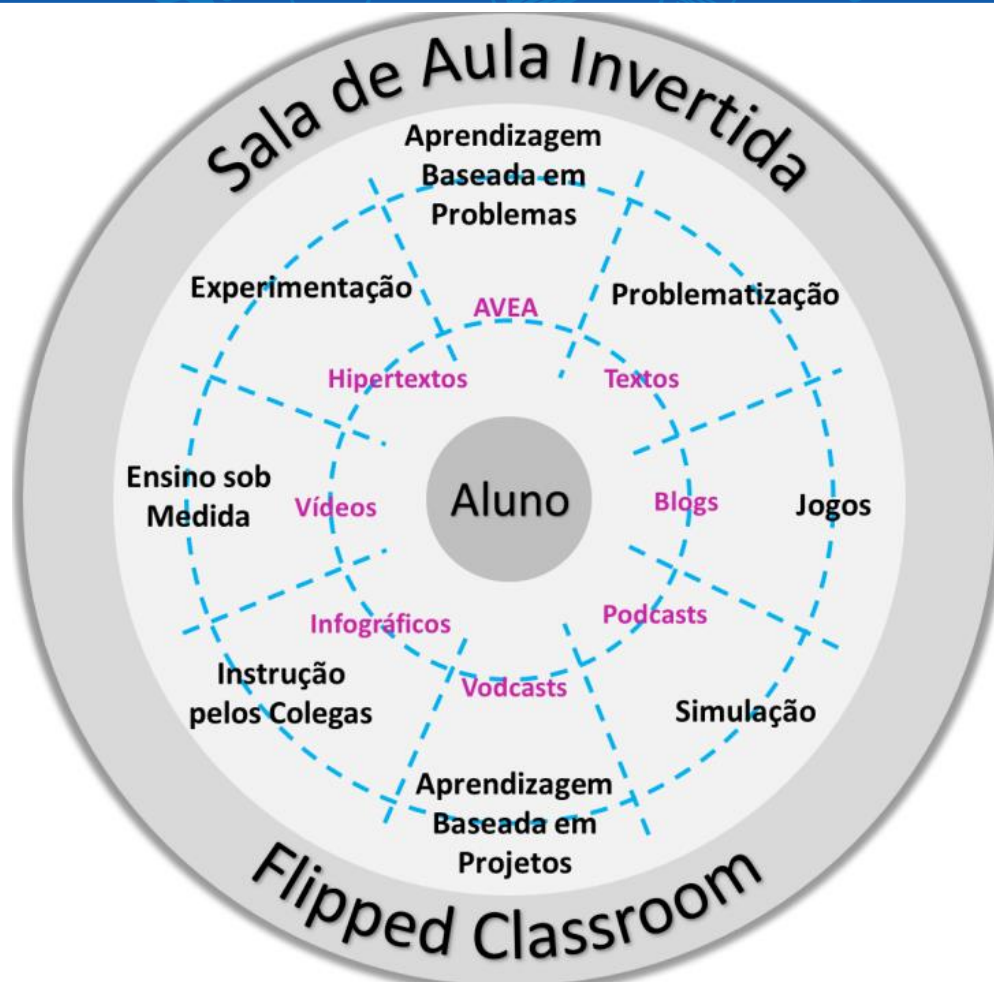 Sala de Aula Invertida
Aprendizagem
Baseada em
Problemas
Experimentação
Problematização
AVEA
Hipertextos
Textos
Ensino sob
Medida
Vídeos
Aluno
Blogs
Jogos
Infográficos
Podcasts
Instrução
pelos Colegas
Vodcasts
Simulação
Aprendizagem
Baseada em
Projetos
Flipped Classroom